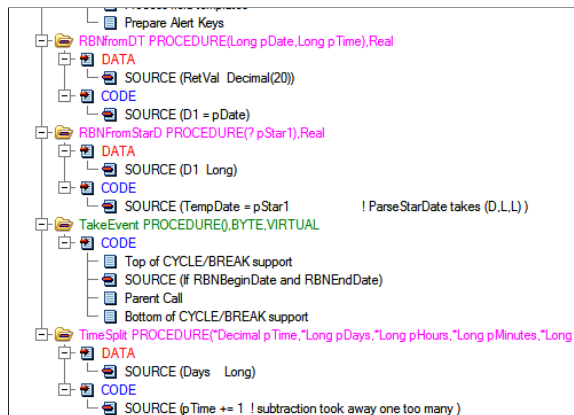 Process field templates
Prepare Alert Keys
RBNfromDT PROCEDURE(Long pDate,Long pTime),Real
DATA
SOURCE (RetVal Decimal(20))
CODE
SOURCE (D1 = pDate)
RBNFromStarD PROCEDURE(? pStar1),Real
DATA
SOURCE (D1 Long)
CODE
SOURCE (TempDate = pStar1 ! ParseStarDate takes (D,L,L) )
TakeEvent PROCEDURE(),BYTE,VIRTUAL
CODE
Top of CYCLE/BREAK support
SOURCE (If RBNBeginDate and RBNEndDate)
Parent Call
Bottom of CYCLE/BREAK support
TimeSplit PROCEDURE(*Decimal pTime,*Long pDays,*Long pHours,*Long pMinutes,*Long
DATA
SOURCE (Days Long)
CODE
SOURCE (pTime += 1 ! subtraction took away one too many )